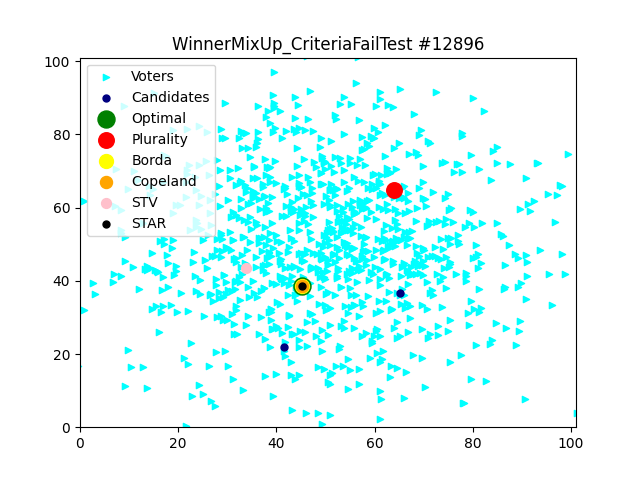 WinnerMixUp_CriteriaFailTest #12896
Voters
Candidates
Optimal
Plurality
Borda
Copeland
STV
STAR
100
80
60
40
20
0
0 20 40 60 80 100